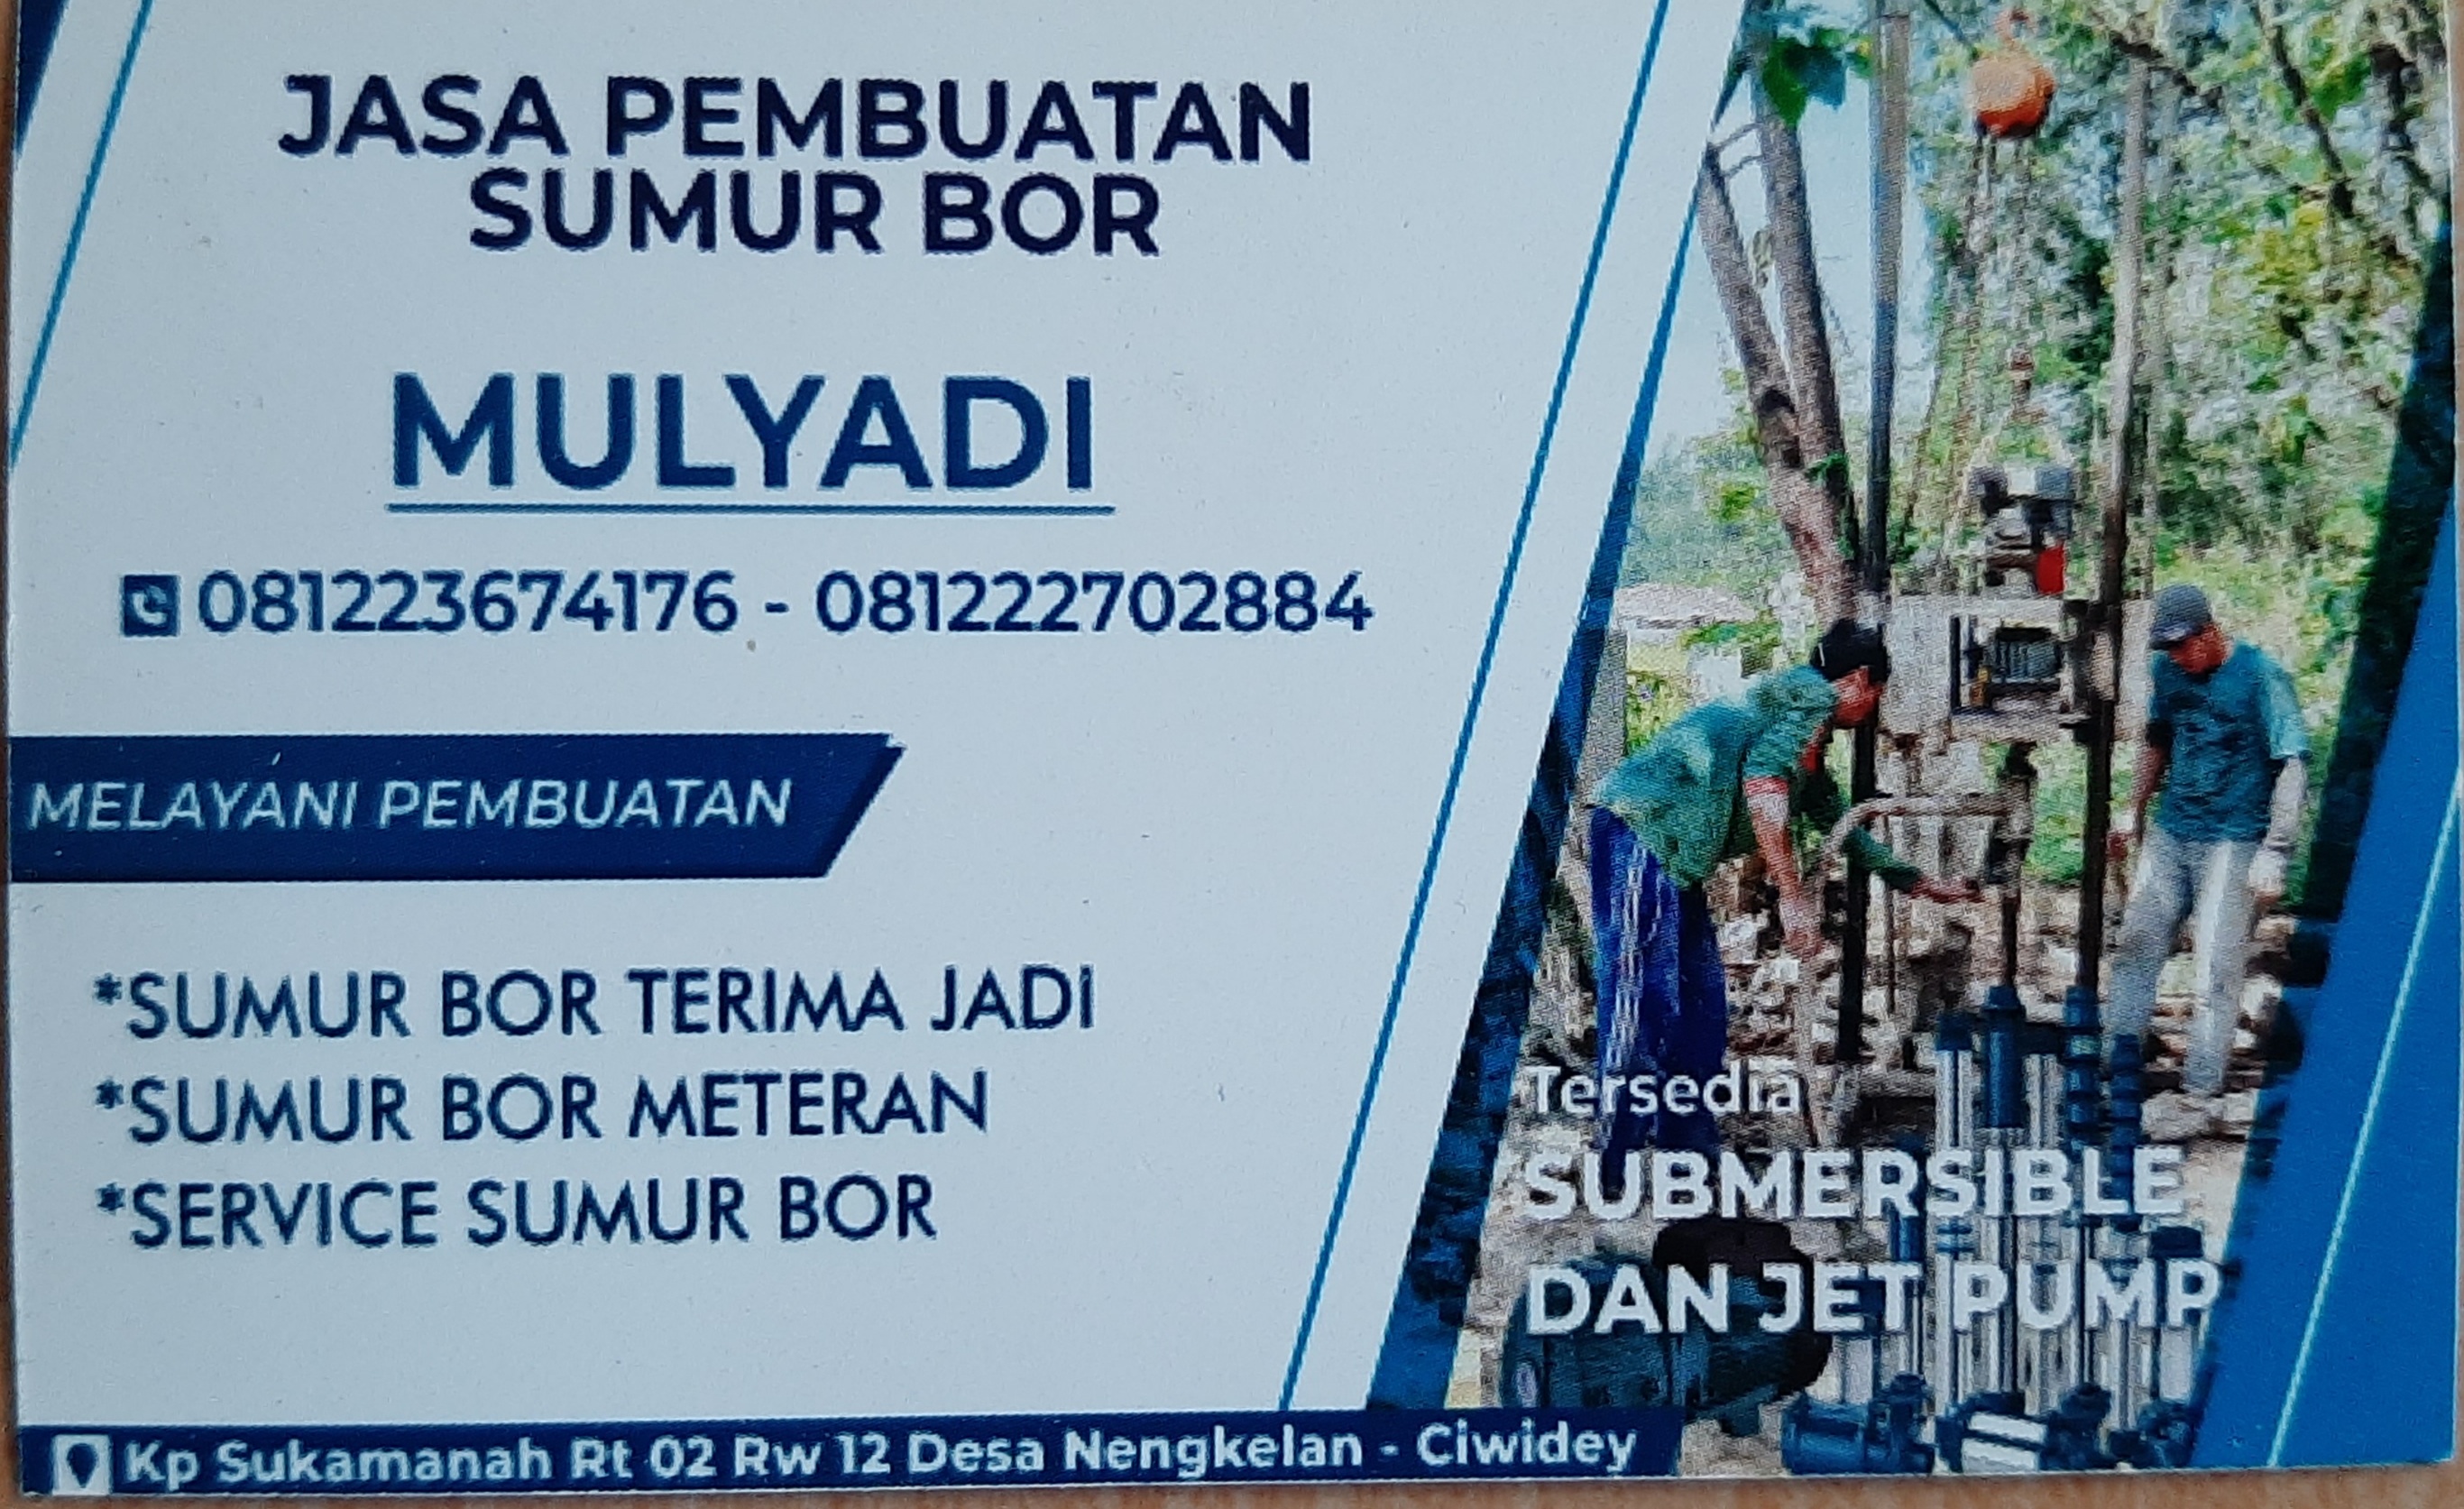 JASA PEMBUATAN
SUMUR BOR
MULYADI
081223674176 - 081222702884
MELAYANI PEMBUATAN
*SUMUR BOR TERIMA JADI
*SUMUR BOR METERAN
*SERVICE SUMUR BOR
Tersedia
SUBMERSIBLE
DAN JET PUMP
Kp Sukamanah Rt 02 Rw 12 Desa Nengkelan - Ciwidey